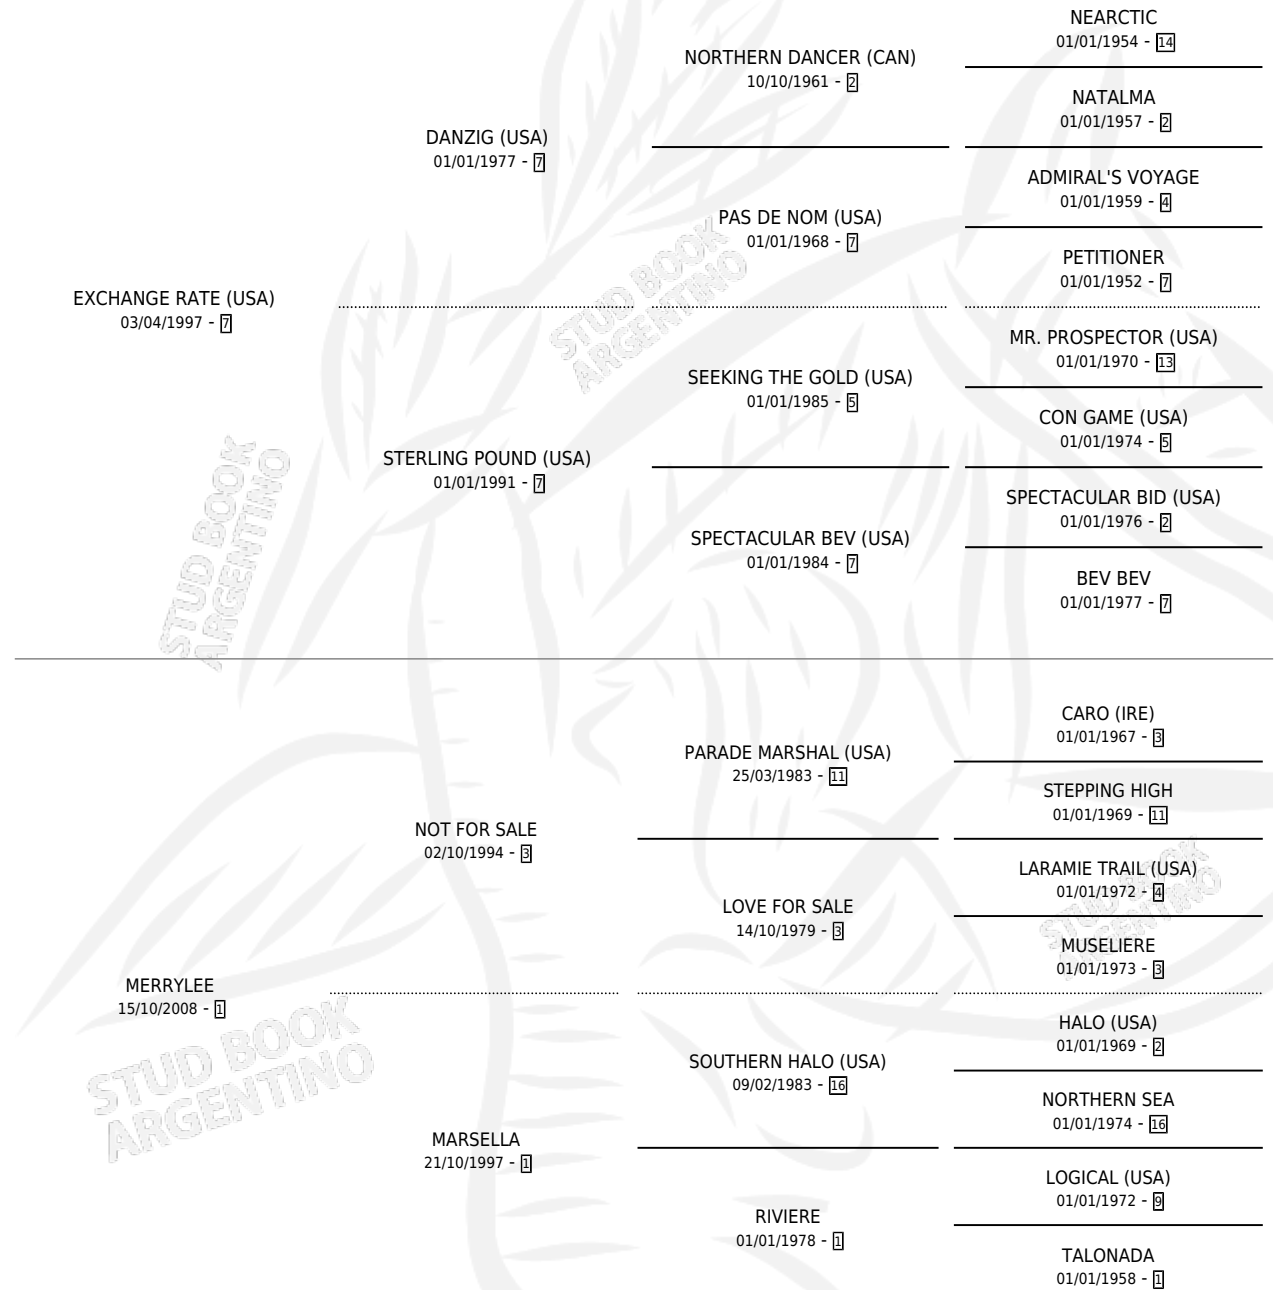 NEARCTIC
01/01/1954 - 14
NORTHERN DANCER (CAN)
10/10/1961 - 2
NATALMA
01/01/1957 - 2
DANZIG (USA)
01/01/1977 - 7
ADMIRAL'S VOYAGE
01/01/1959 - 4
PAS DE NOM (USA)
01/01/1968 - 7
PETITIONER
01/01/1952 - 7
EXCHANGE RATE (USA)
03/04/1997 - 7
STUD BOOK
ARGENTINO
MR. PROSPECTOR (USA)
01/01/1970 - 13
SEEKING THE GOLD (USA)
01/01/1985 - 5
CON GAME (USA)
01/01/1974 - 5
STERLING POUND (USA)
01/01/1991 - 7
SPECTACULAR BID (USA)
01/01/1976 - 2
SPECTACULAR BEV (USA)
01/01/1984 - 7
BEV BEV
01/01/1977 - 7
STUD BOOK
ARGENTINO
CARO (IRE)
01/01/1967 - 3
PARADE MARSHAL (USA)
25/03/1983 - 11
STEPPING HIGH
01/01/1969 - 11
NOT FOR SALE
02/10/1994 - 3
LARAMIE TRAIL (USA)
01/01/1972 - 4
STUD BOOK
ARGENTINO
LOVE FOR SALE
14/10/1979 - 3
MUSELIERE
01/01/1973 - 3
MERRYLEE
15/10/2008 - 1
HALO (USA)
01/01/1969 - 2
SOUTHERN HALO (USA)
09/02/1983 - 16
NORTHERN SEA
01/01/1974 - 16
STUD BOOK
ARGENTINO
MARSELLA
21/10/1997 - 1
LOGICAL (USA)
01/01/1972 - 9
RIVIERE
01/01/1978 - 1
TALONADA
01/01/1958 - 1